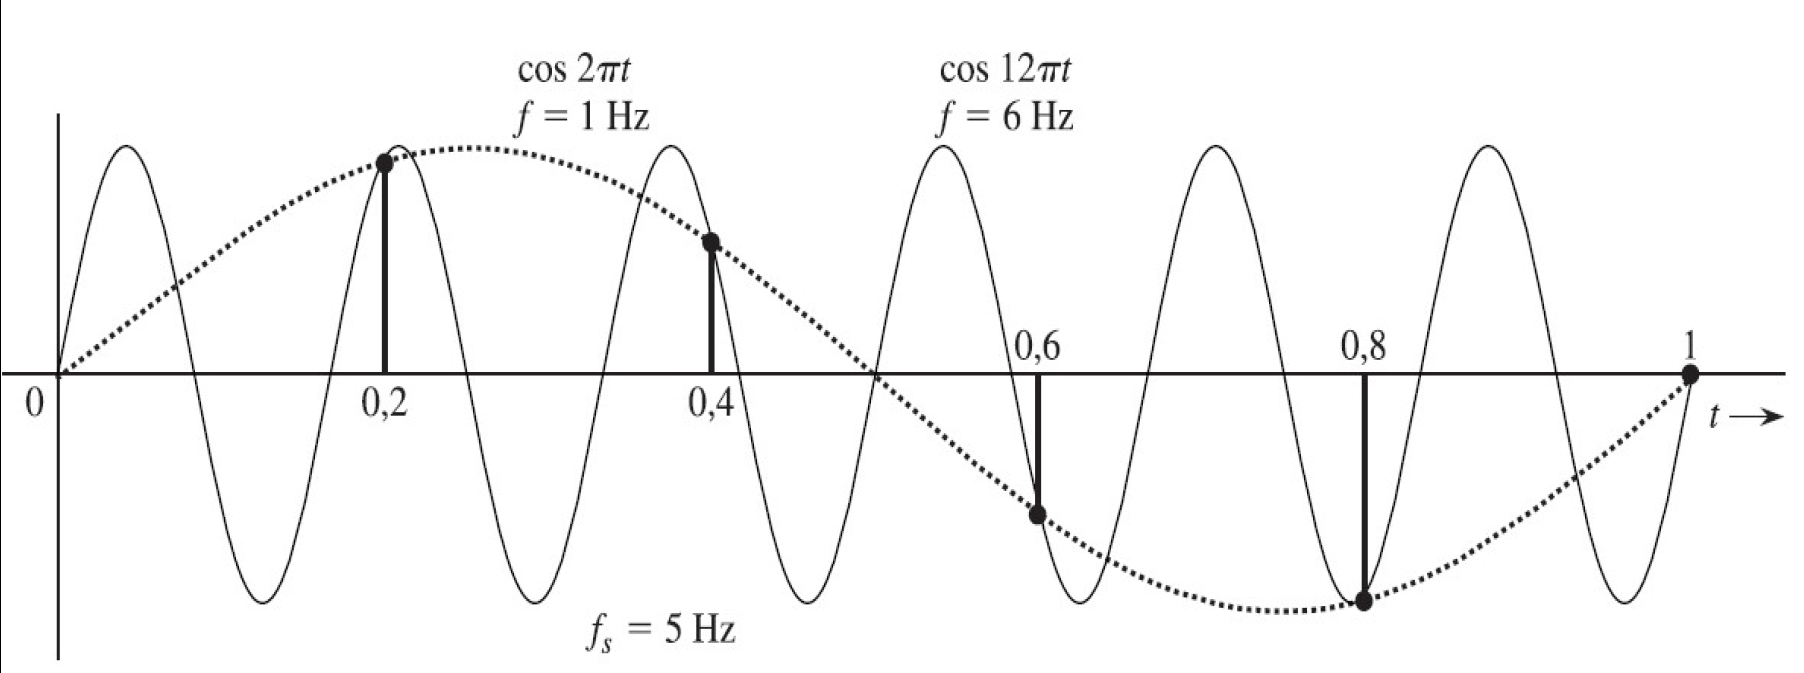 cos 2πt
f = 1 Hz
cos 12πt
f = 6 Hz
0,6
0,8
1
0
0,2
0,4
t
fₛ = 5 Hz